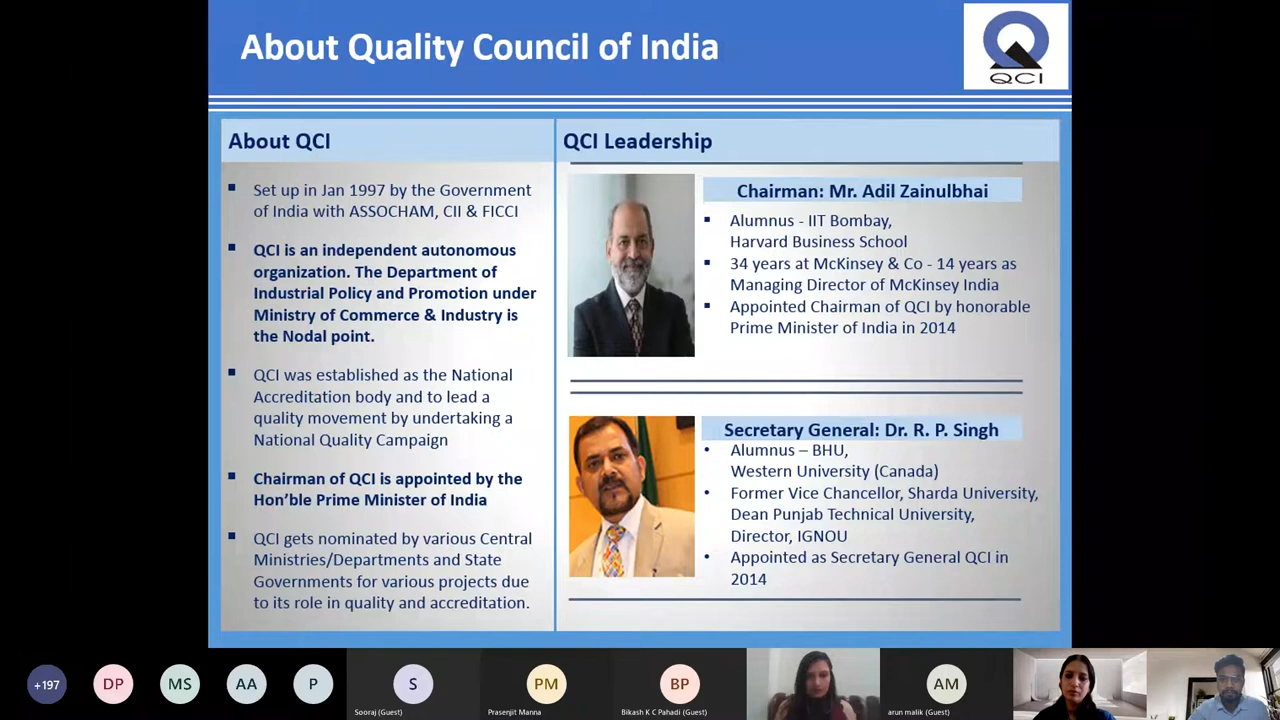 About Quality Council of India
QCI
About QCI
Set up in Jan 1997 by the Government
of India with ASSOCHAM, CII & FICCI
QCI is an independent autonomous
organization. The Department of
Industrial Policy and Promotion under
Ministry of Commerce & Industry is
the Nodal point.
QCI was established as the National
Accreditation body and to lead a
quality movement by undertaking a
National Quality Campaign
Chairman of QCI is appointed by the
Hon'ble Prime Minister of India
QCI gets nominated by various Central
Ministries/Departments and State
Governments for various projects due
to its role in quality and accreditation.
QCI Leadership
Chairman: Mr. Adil Zainulbhai
Alumnus - IIT Bombay,
Harvard Business School
34 years at McKinsey & Co - 14 years as
Managing Director of McKinsey India
Appointed Chairman of QCI by honorable
Prime Minister of India in 2014
Secretary General: Dr. R. P. Singh
Alumnus – BHU,
Western University (Canada)
Former Vice Chancellor, Sharda University,
Dean Punjab Technical University,
Director, IGNOU
Appointed as Secretary General QCI in
2014
+197
DP
MS
AA
P
S
Sooraj (Guest)
PM
Prasenjit Manna
BP
Bikash K C Pahadi (Guest)
AM
arun malik (Guest)